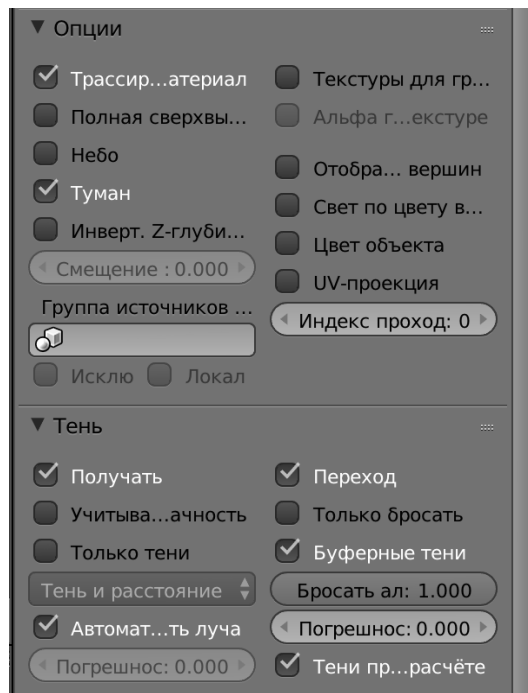 Опции
Трассир...атериал
Полная сверхвы...
Небо
Туман
Инверт. Z-глуби...
Смещение : 0.000
Группа источников ...
Исклю Локал
Текстуры для гр...
Альфа г...екстуре
Отобра... вершин
Свет по цвету в...
Цвет объекта
UV-проекция
Индекс проход: 0
Тень
Получать
Учитыва...ачность
Только тени
Тень и расстояние
Автомат...ть луча
Погрешнос: 0.000
Переход
Только бросать
Буферные тени
Бросать ал: 1.000
Погрешнос: 0.000
Тени пр...расчёте